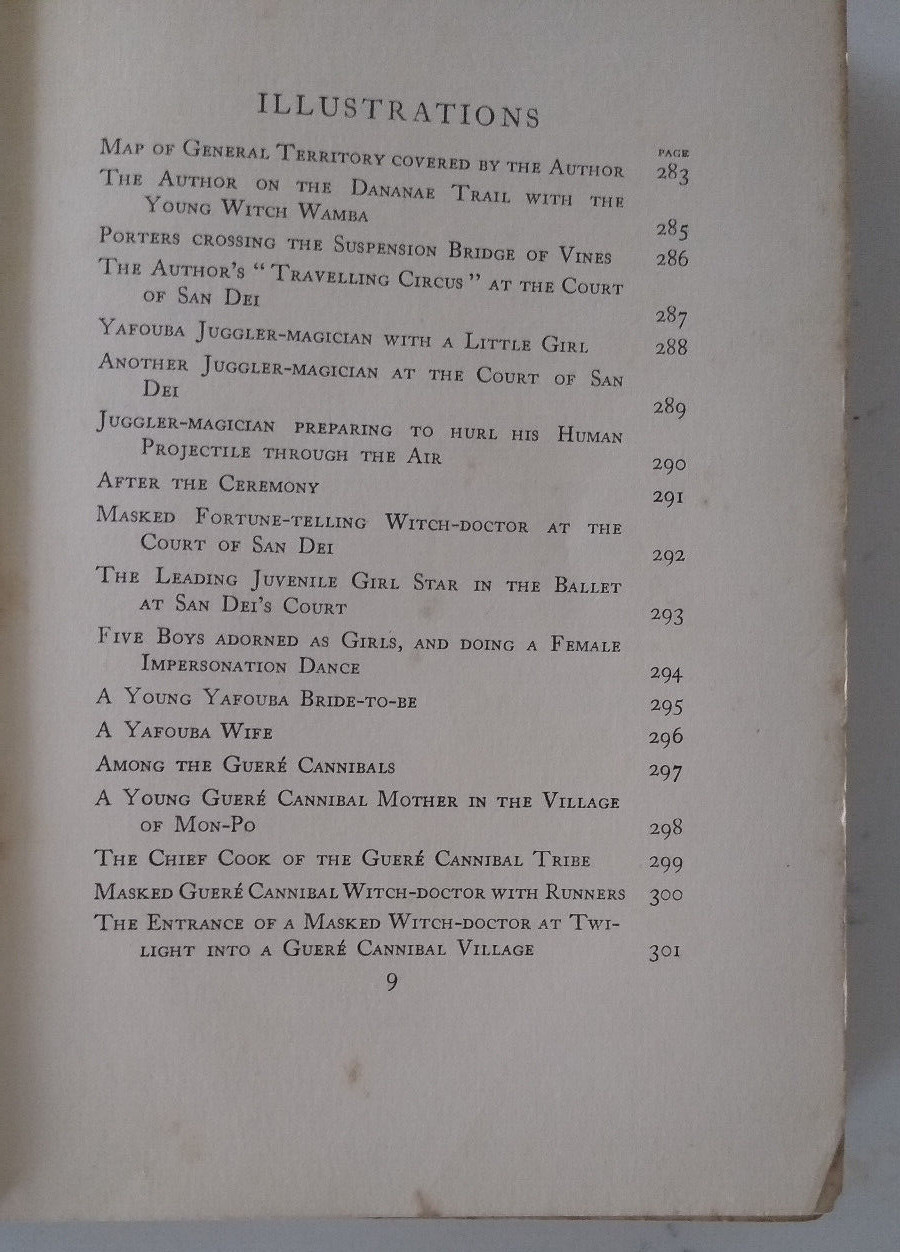 ILLUSTRATIONS
PAGE
Map of General Territory covered by the Author 283
The Author on the Dananae Trail with the
Young Witch Wamba 285
Porters crossing the Suspension Bridge of Vines 286
The Author's "Travelling Circus" at the Court
of San Dei 287
Yafouba Juggler-magician with a Little Girl 288
Another Juggler-magician at the Court of San
Dei 289
Juggler-magician preparing to hurl his Human
Projectile through the Air 290
After the Ceremony 291
Masked Fortune-telling Witch-doctor at the
Court of San Dei 292
The Leading Juvenile Girl Star in the Ballet
at San Dei's Court 293
Five Boys adorned as Girls, and doing a Female
Impersonation Dance 294
A Young Yafouba Bride-to-be 295
A Yafouba Wife 296
Among the Gueré Cannibals 297
A Young Gueré Cannibal Mother in the Village
of Mon-Po 298
The Chief Cook of the Gueré Cannibal Tribe 299
Masked Gueré Cannibal Witch-doctor with Runners 300
The Entrance of a Masked Witch-doctor at Twi-
light into a Gueré Cannibal Village 301
9